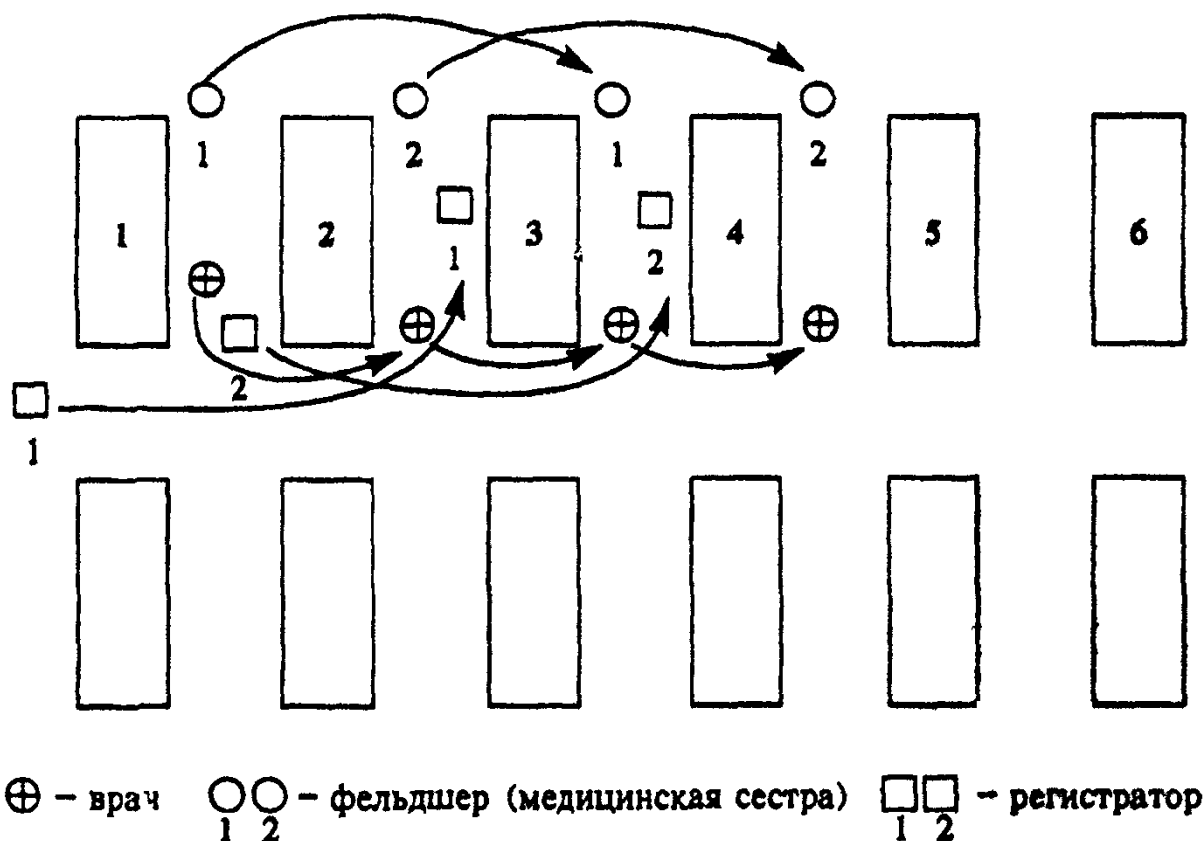 1 2 1 2
1 2 3 4 5 6
1 2
2
1
⊕ – врач ○○ – фельдшер (медицинская сестра) □□ – регистратор
1 2 1 2